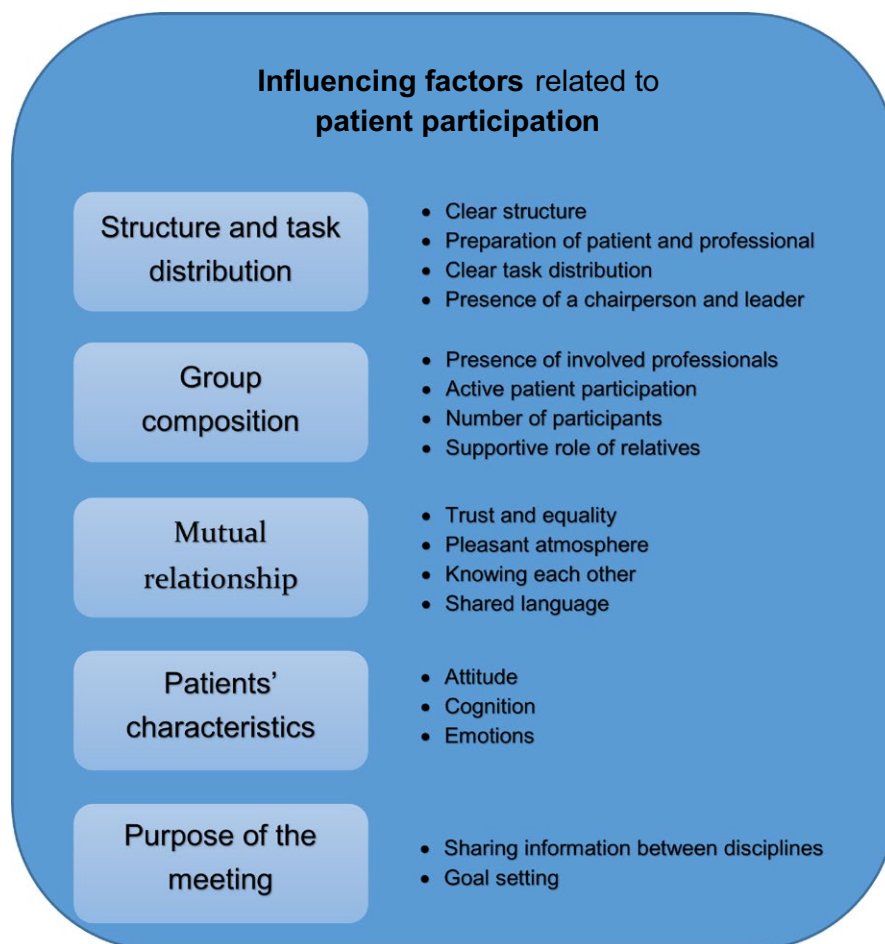 Influencing factors related to
patient participation
Structure and task
distribution
• Clear structure
• Preparation of patient and professional
• Clear task distribution
• Presence of a chairperson and leader
Group
composition
• Presence of involved professionals
• Active patient participation
• Number of participants
• Supportive role of relatives
Mutual
relationship
• Trust and equality
• Pleasant atmosphere
• Knowing each other
• Shared language
Patients’
characteristics
• Attitude
• Cognition
• Emotions
Purpose of the
meeting
• Sharing information between disciplines
• Goal setting